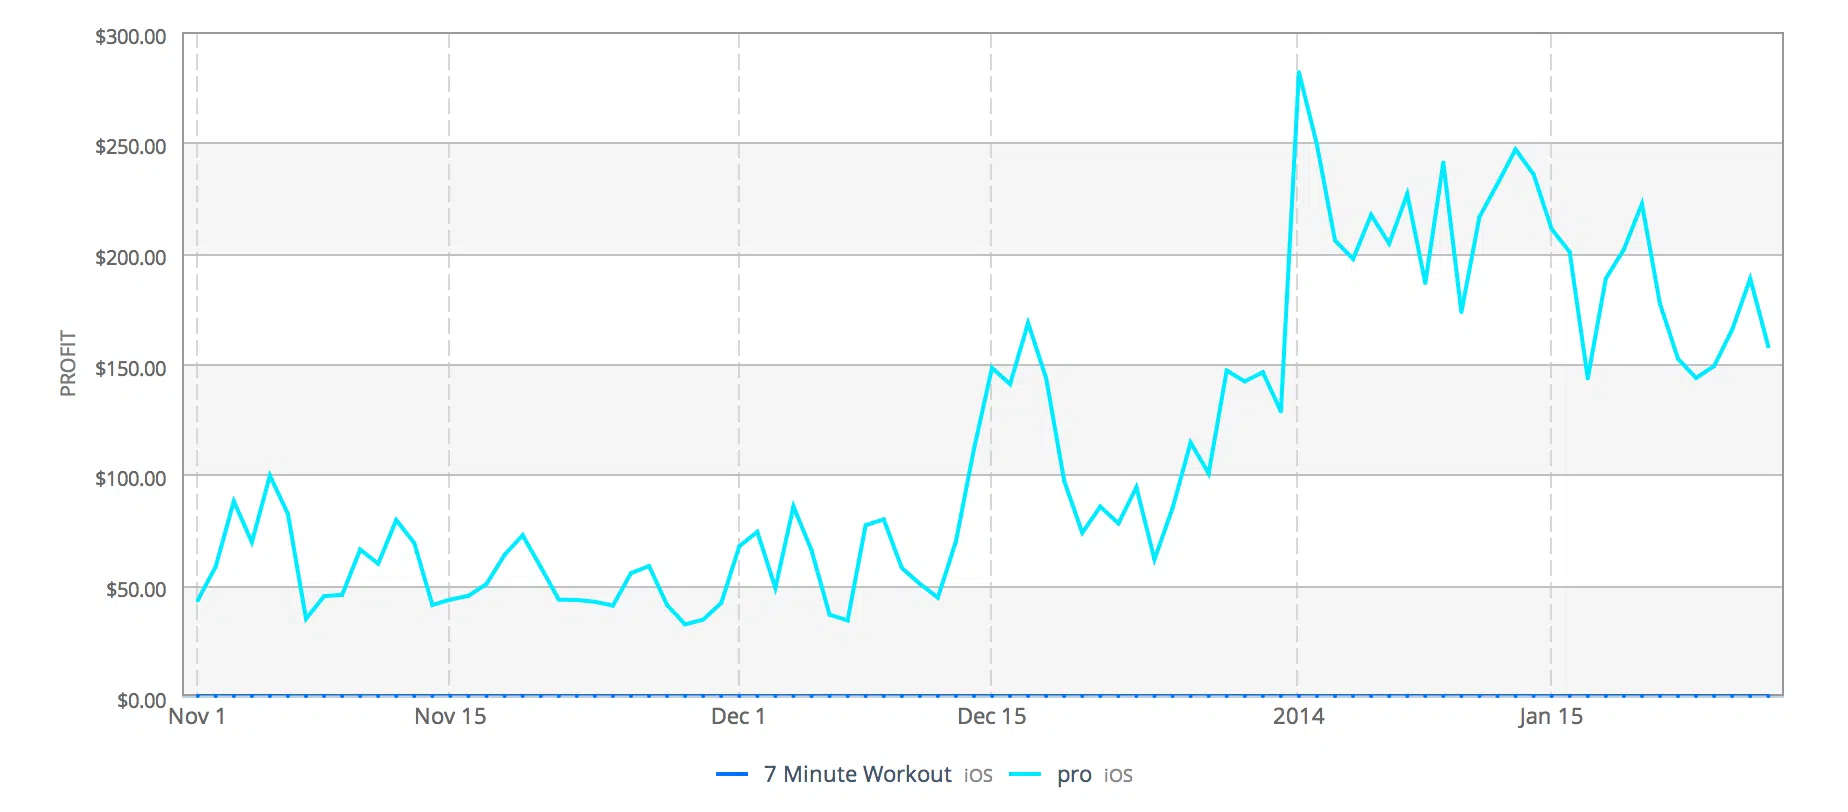 $300.00
$250.00
$200.00
$150.00
$100.00
$50.00
$0.00
PROFIT
Nov 1 Nov 15 Dec 1 Dec 15 2014 Jan 15
7 Minute Workout iOS pro iOS